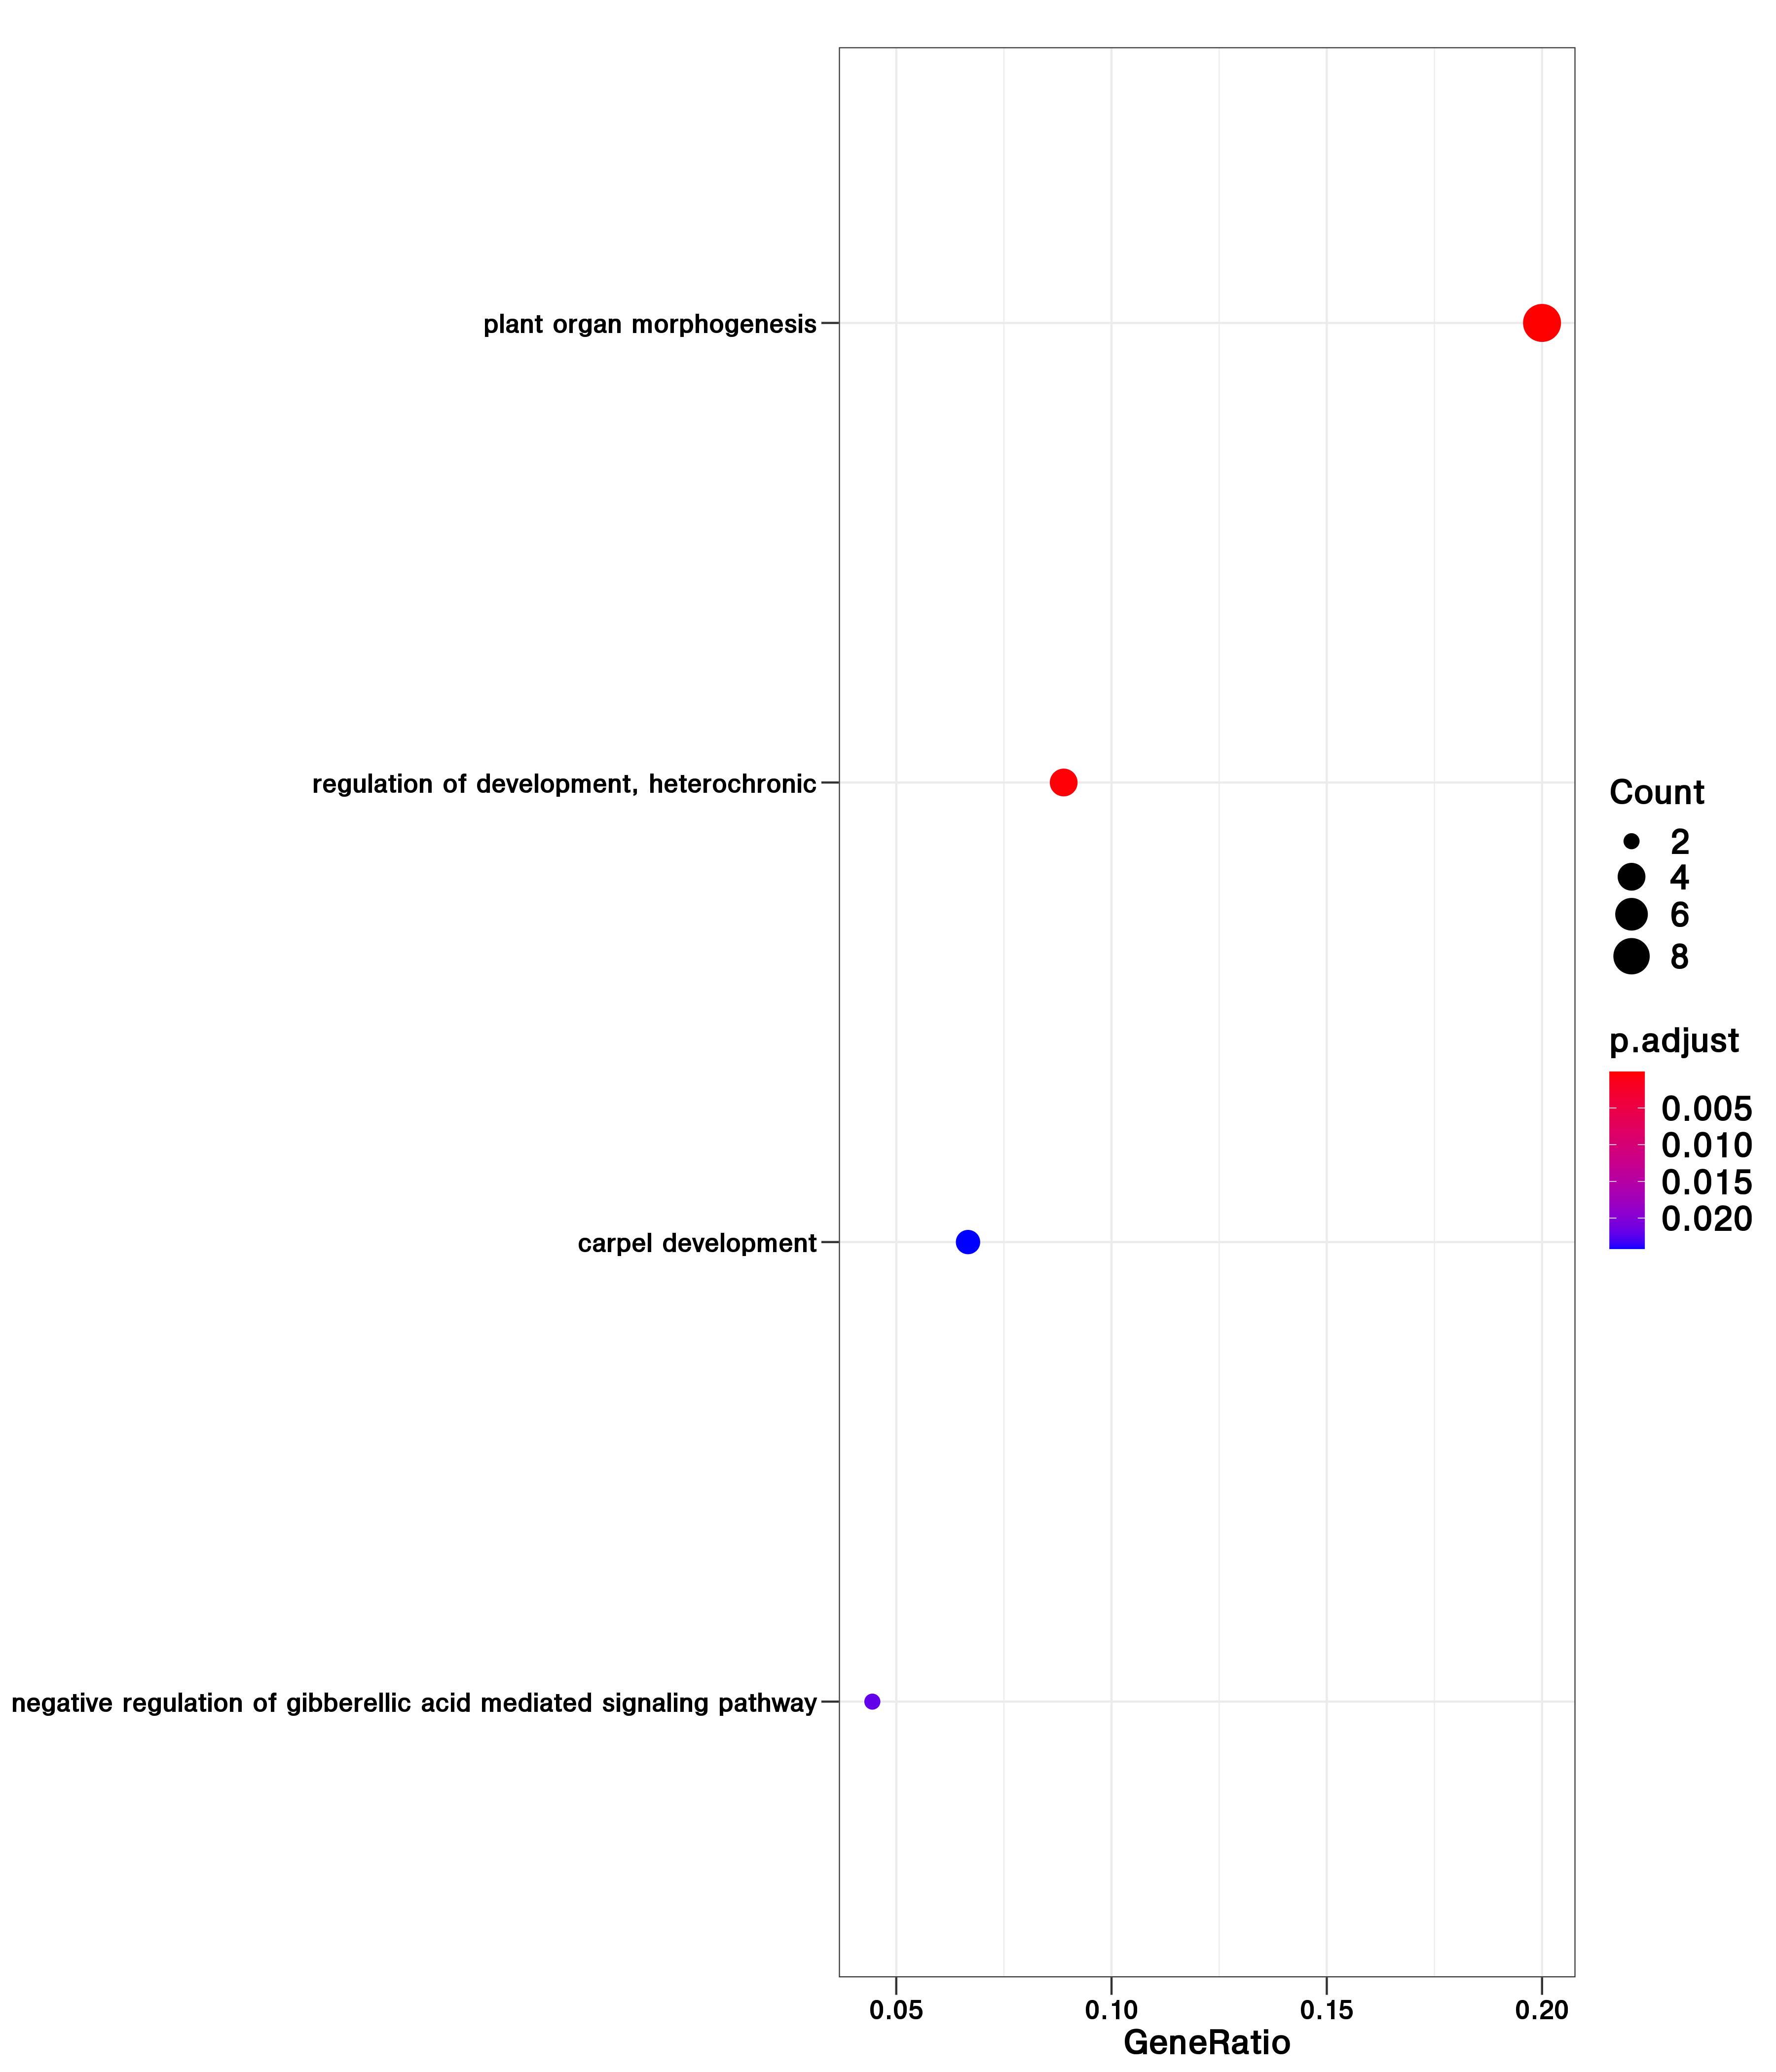 plant organ morphogenesis
regulation of development, heterochronic
carpel development
negative regulation of gibberellic acid mediated signaling pathway
0.05 0.10 0.15 0.20
GeneRatio
Count
2
4
6
8
p.adjust
0.005
0.010
0.015
0.020